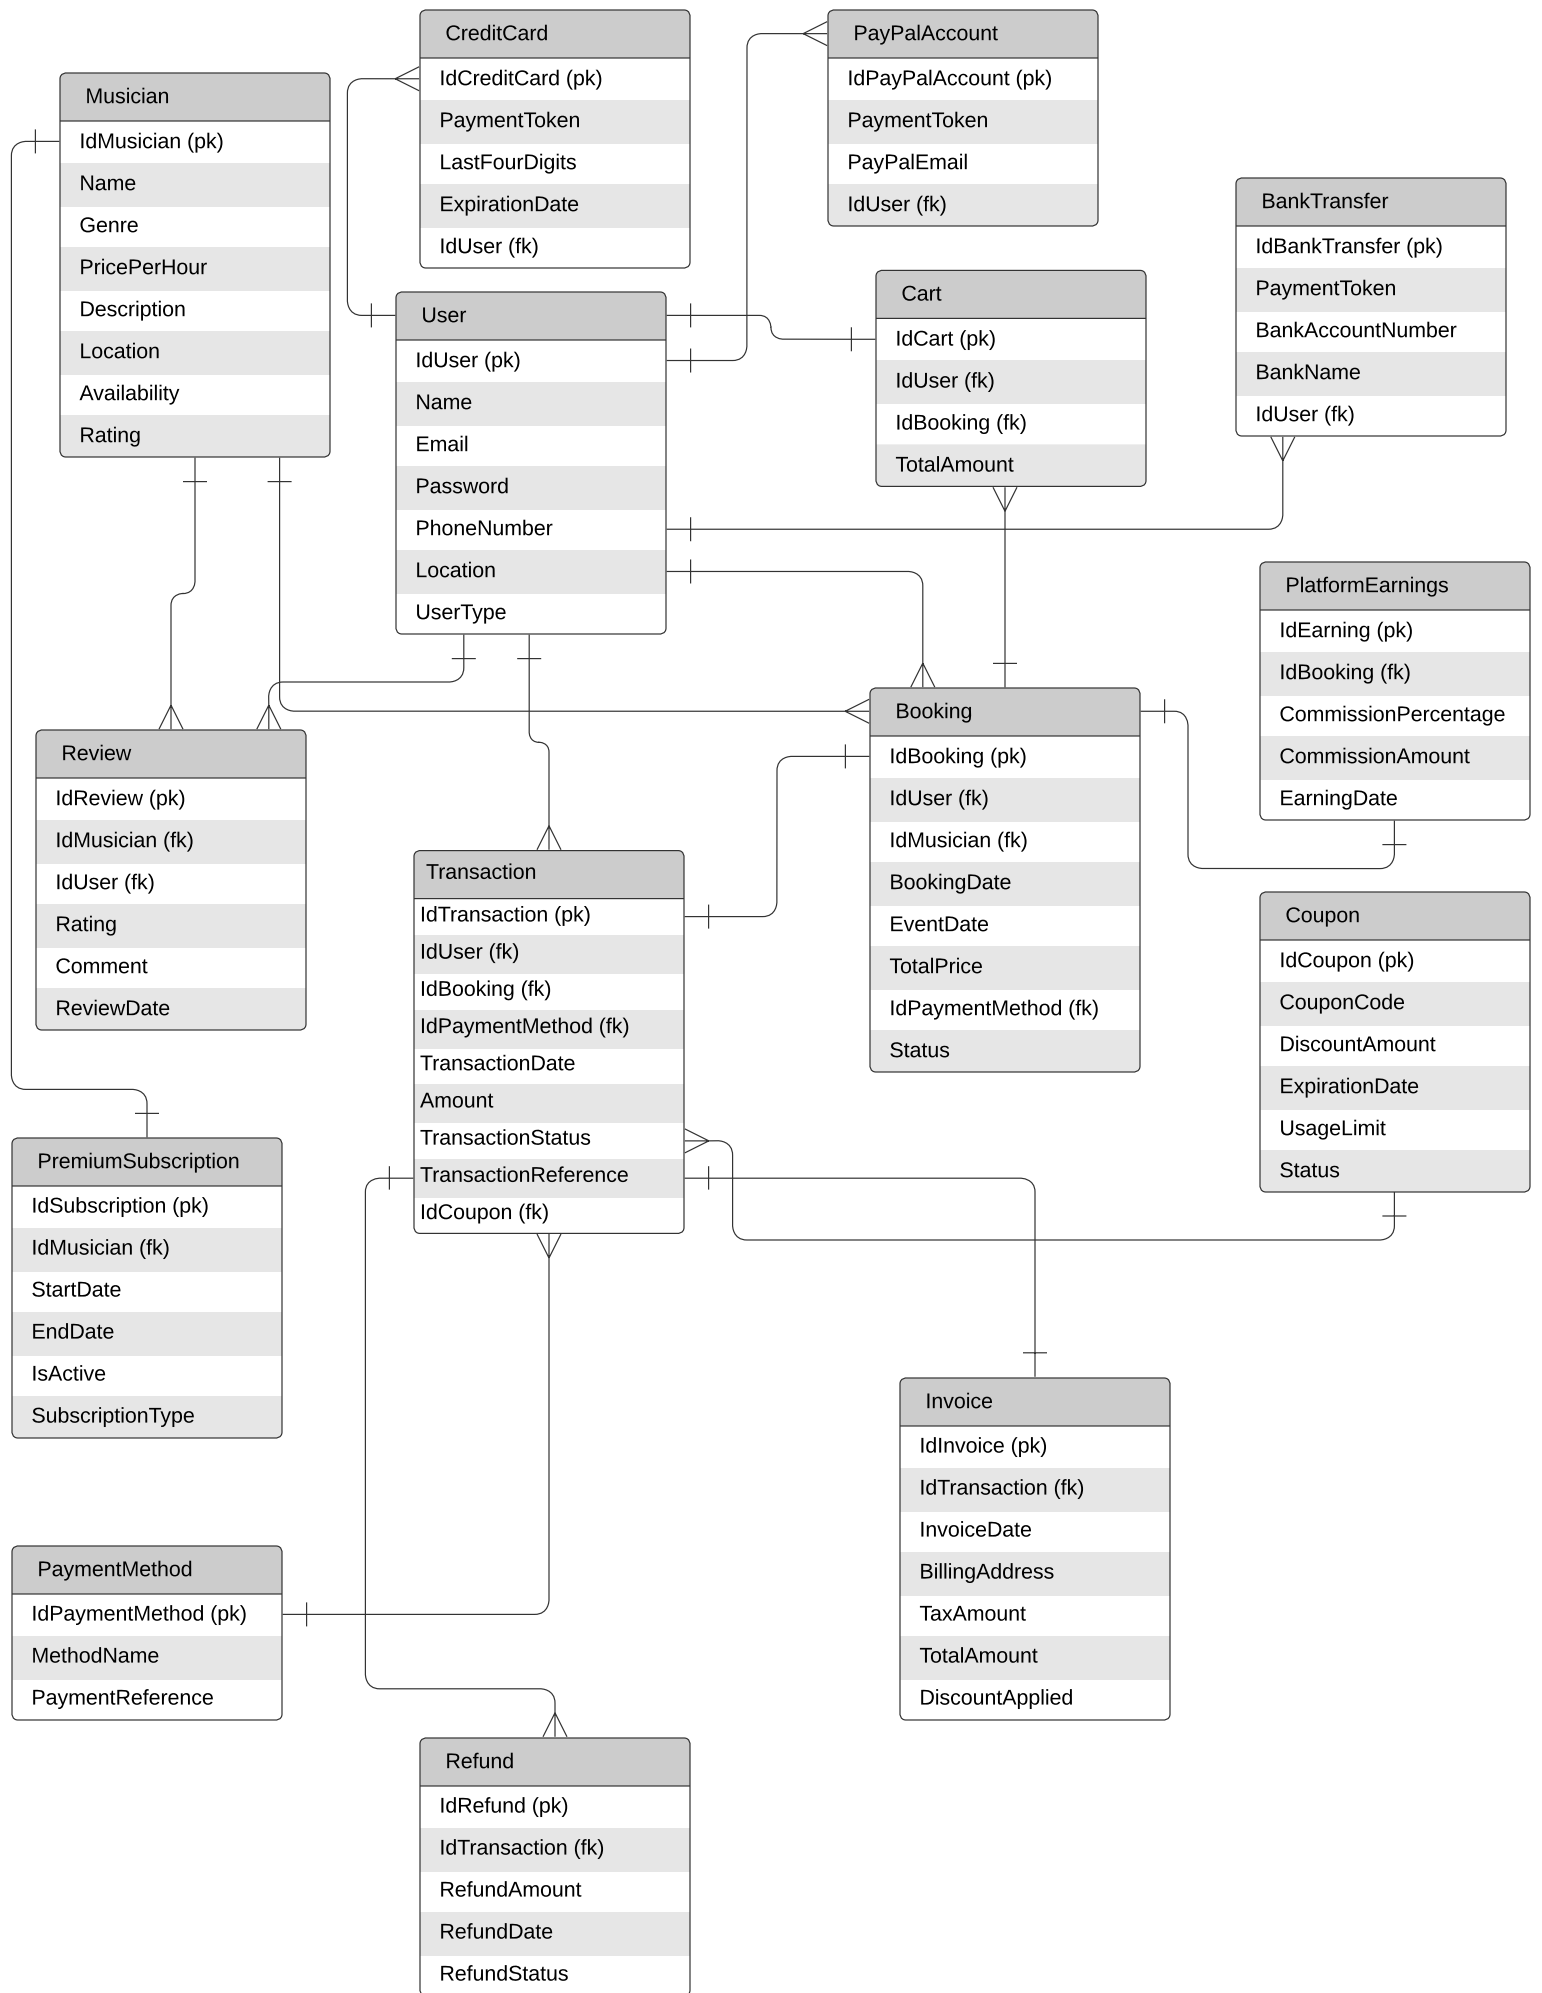 CreditCard
IdCreditCard (pk)
PaymentToken
LastFourDigits
ExpirationDate
IdUser (fk)
PayPalAccount
IdPayPalAccount (pk)
PaymentToken
PayPalEmail
IdUser (fk)
Musician
IdMusician (pk)
Name
Genre
PricePerHour
Description
Location
Availability
Rating
BankTransfer
IdBankTransfer (pk)
PaymentToken
BankAccountNumber
BankName
IdUser (fk)
User
IdUser (pk)
Name
Email
Password
PhoneNumber
Location
UserType
Cart
IdCart (pk)
IdUser (fk)
IdBooking (fk)
TotalAmount
PlatformEarnings
IdEarning (pk)
IdBooking (fk)
CommissionPercentage
CommissionAmount
EarningDate
Review
IdReview (pk)
IdMusician (fk)
IdUser (fk)
Rating
Comment
ReviewDate
Booking
IdBooking (pk)
IdUser (fk)
IdMusician (fk)
BookingDate
EventDate
TotalPrice
IdPaymentMethod (fk)
Status
Transaction
IdTransaction (pk)
IdUser (fk)
IdBooking (fk)
IdPaymentMethod (fk)
TransactionDate
Amount
TransactionStatus
TransactionReference
IdCoupon (fk)
Coupon
IdCoupon (pk)
CouponCode
DiscountAmount
ExpirationDate
UsageLimit
Status
PremiumSubscription
IdSubscription (pk)
IdMusician (fk)
StartDate
EndDate
IsActive
SubscriptionType
Invoice
IdInvoice (pk)
IdTransaction (fk)
InvoiceDate
BillingAddress
TaxAmount
TotalAmount
DiscountApplied
PaymentMethod
IdPaymentMethod (pk)
MethodName
PaymentReference
Refund
IdRefund (pk)
IdTransaction (fk)
RefundAmount
RefundDate
RefundStatus